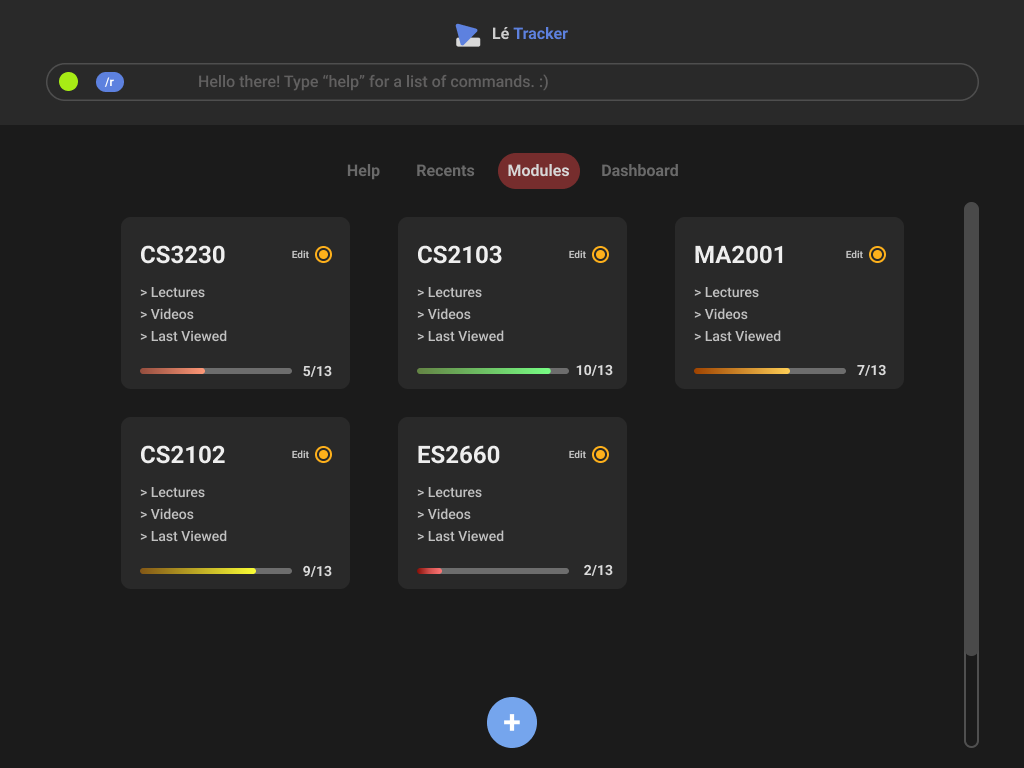 Lé Tracker
/r Hello there! Type “help” for a list of commands. :)
Help Recents Modules Dashboard
CS3230 Edit
> Lectures
> Videos
> Last Viewed
5/13
CS2103 Edit
> Lectures
> Videos
> Last Viewed
10/13
MA2001 Edit
> Lectures
> Videos
> Last Viewed
7/13
CS2102 Edit
> Lectures
> Videos
> Last Viewed
9/13
ES2660 Edit
> Lectures
> Videos
> Last Viewed
2/13
+